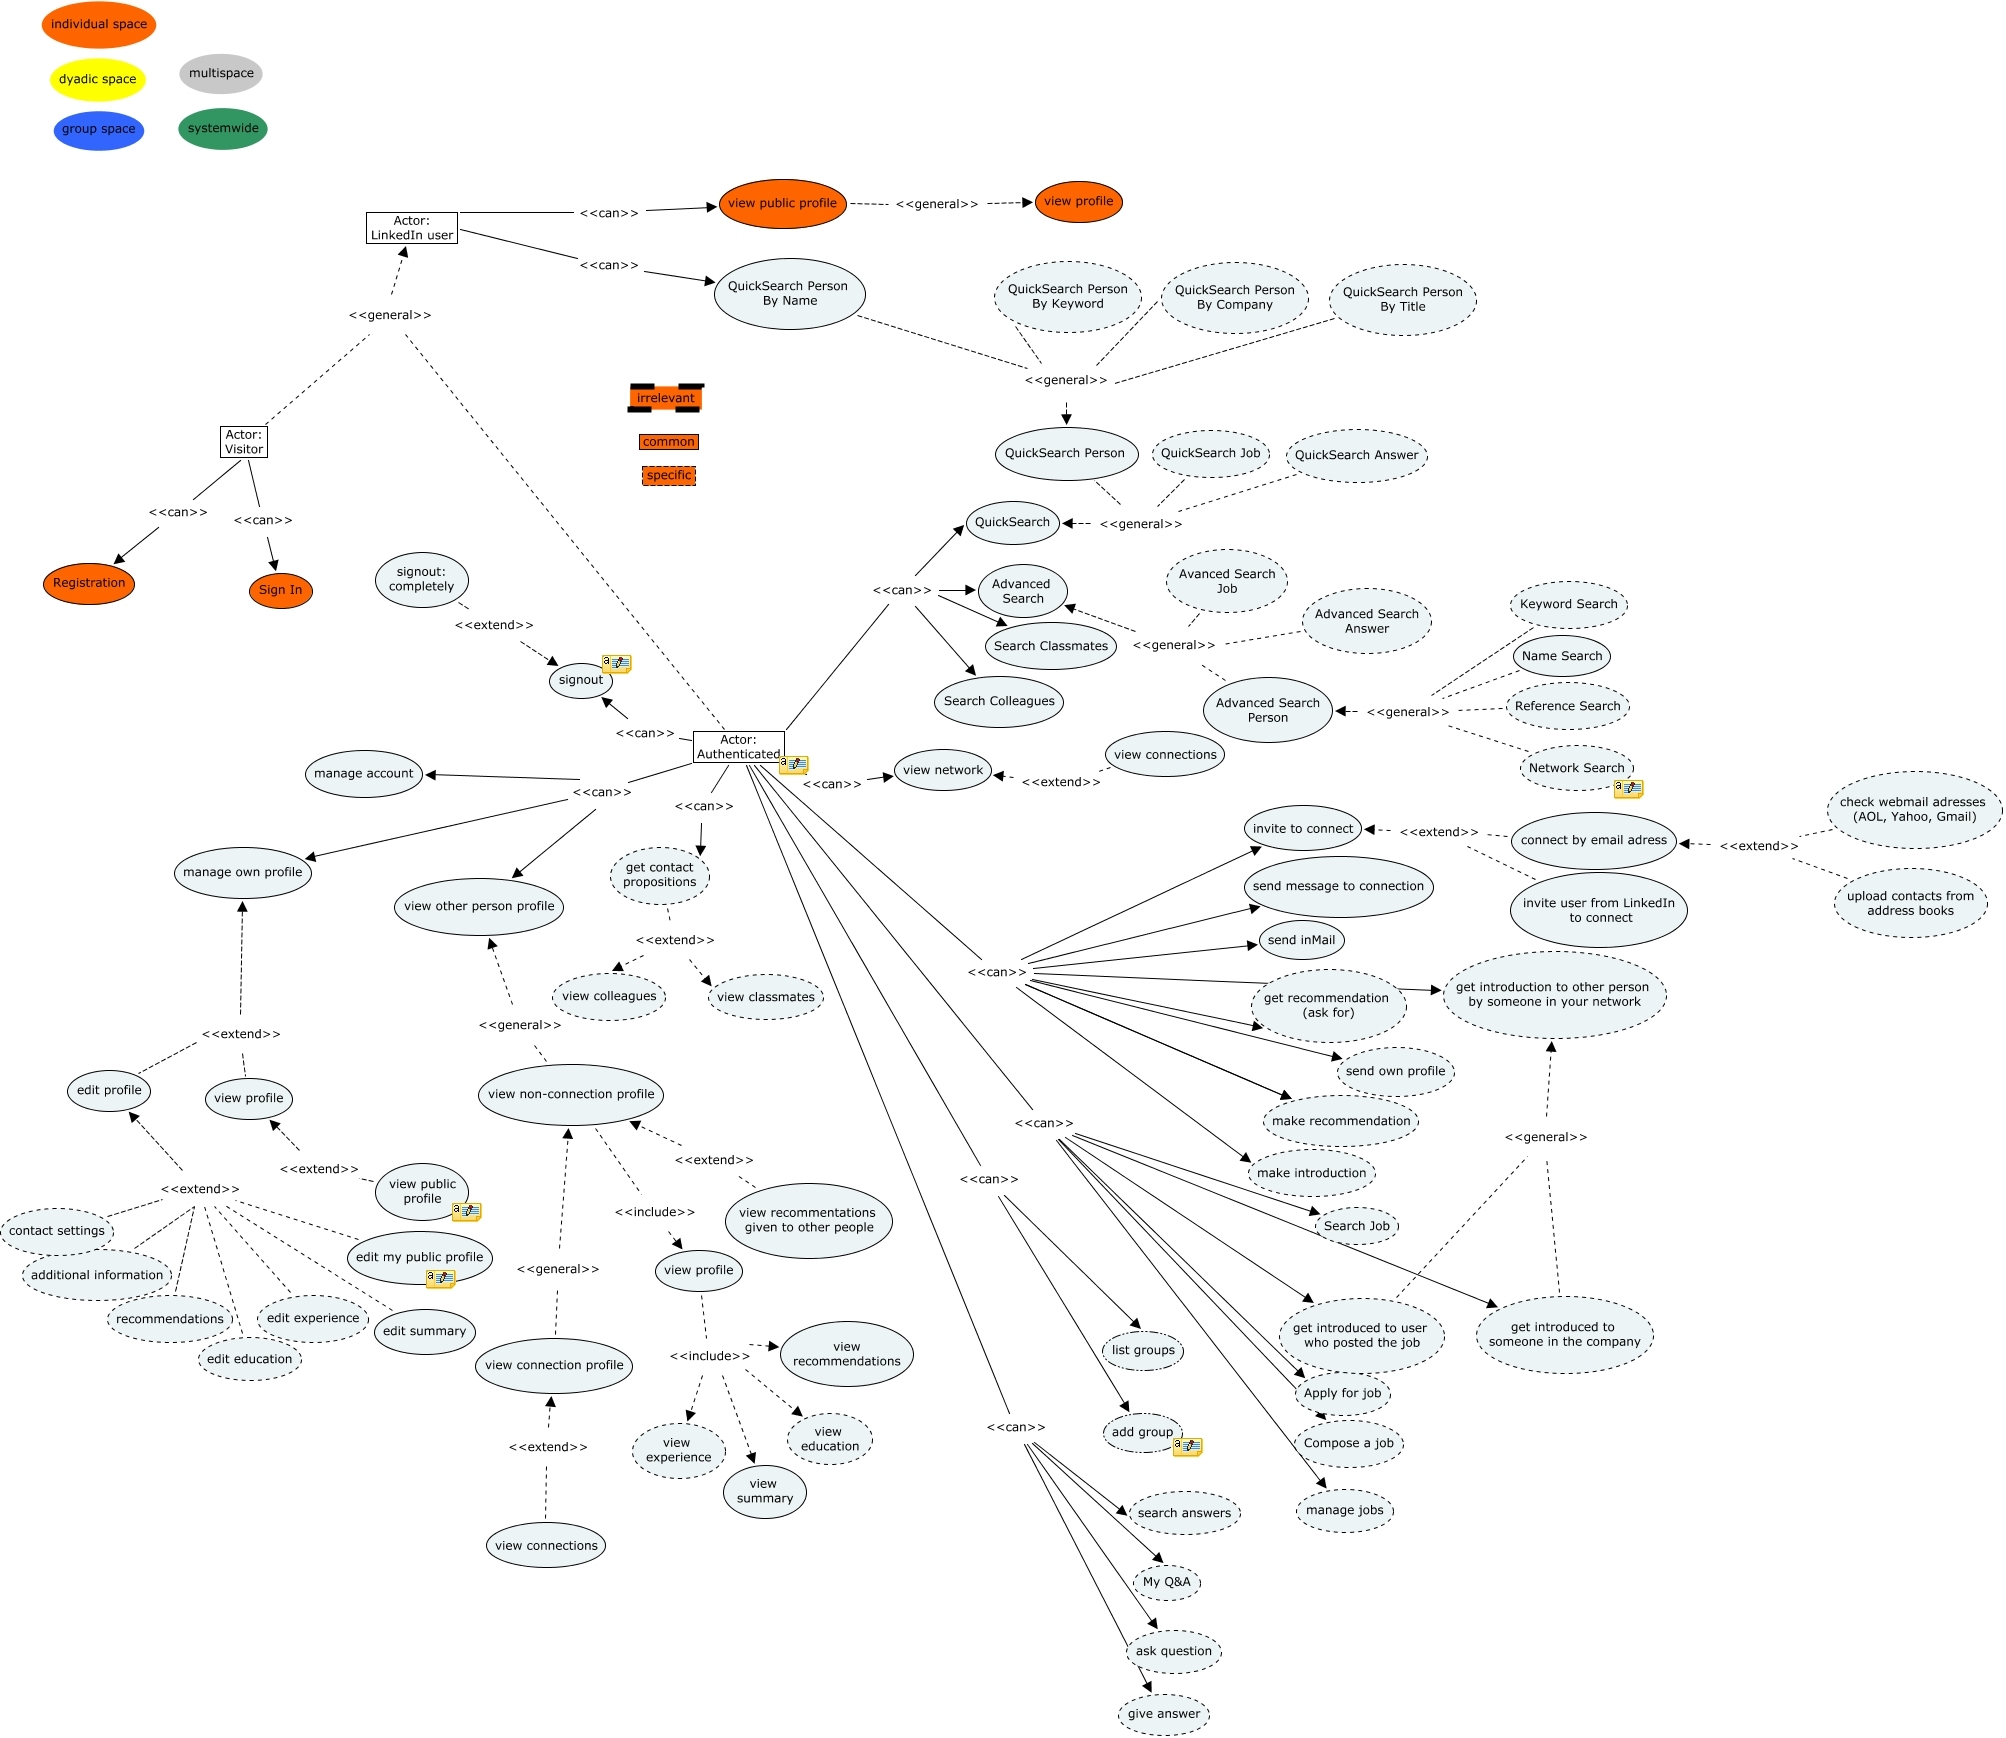 individual space
dyadic space
multispace
group space
systemwide
Actor:
LinkedIn user
<<can>>
view public profile
<<general>>
view profile
<<can>>
QuickSearch Person
By Name
QuickSearch Person
By Keyword
QuickSearch Person
By Company
QuickSearch Person
By Title
<<general>>
<<general>>
irrelevant
common
specific
Actor:
Visitor
<<can>>
<<can>>
Registration
Sign In
QuickSearch Person
QuickSearch Job
QuickSearch Answer
QuickSearch
<<general>>
signout:
completely
<<extend>>
signout
a
<<can>>
<<can>>
Advanced
Search
Search Classmates
Search Colleagues
Avanced Search
Job
Advanced Search
Answer
<<general>>
Advanced Search
Person
<<general>>
Keyword Search
Name Search
Reference Search
Network Search
a
Actor:
Authenticated
a
<<can>>
view network
<<extend>>
view connections
manage account
<<can>>
<<can>>
manage own profile
view other person profile
get contact
propositions
<<extend>>
view colleagues
view classmates
invite to connect
<<extend>>
connect by email adress
<<extend>>
check webmail adresses
(AOL, Yahoo, Gmail)
upload contacts from
address books
invite user from LinkedIn
to connect
send message to connection
send inMail
<<can>>
get introduction to other person
by someone in your network
get recommendation
(ask for)
send own profile
make recommendation
make introduction
<<general>>
<<extend>>
edit profile
view profile
<<extend>>
view public
profile
a
<<extend>>
contact settings
additional information
recommendations
edit education
edit experience
edit my public profile
a
edit summary
<<general>>
view non-connection profile
<<extend>>
view recommentations
given to other people
<<include>>
view profile
<<general>>
view connection profile
<<include>>
view
recommendations
view
experience
view
summary
view
education
<<extend>>
view connections
<<can>>
Search Job
get introduced to user
who posted the job
get introduced to
someone in the company
Apply for job
Compose a job
manage jobs
<<can>>
list groups
add group
a
<<can>>
search answers
My Q&A
ask question
give answer